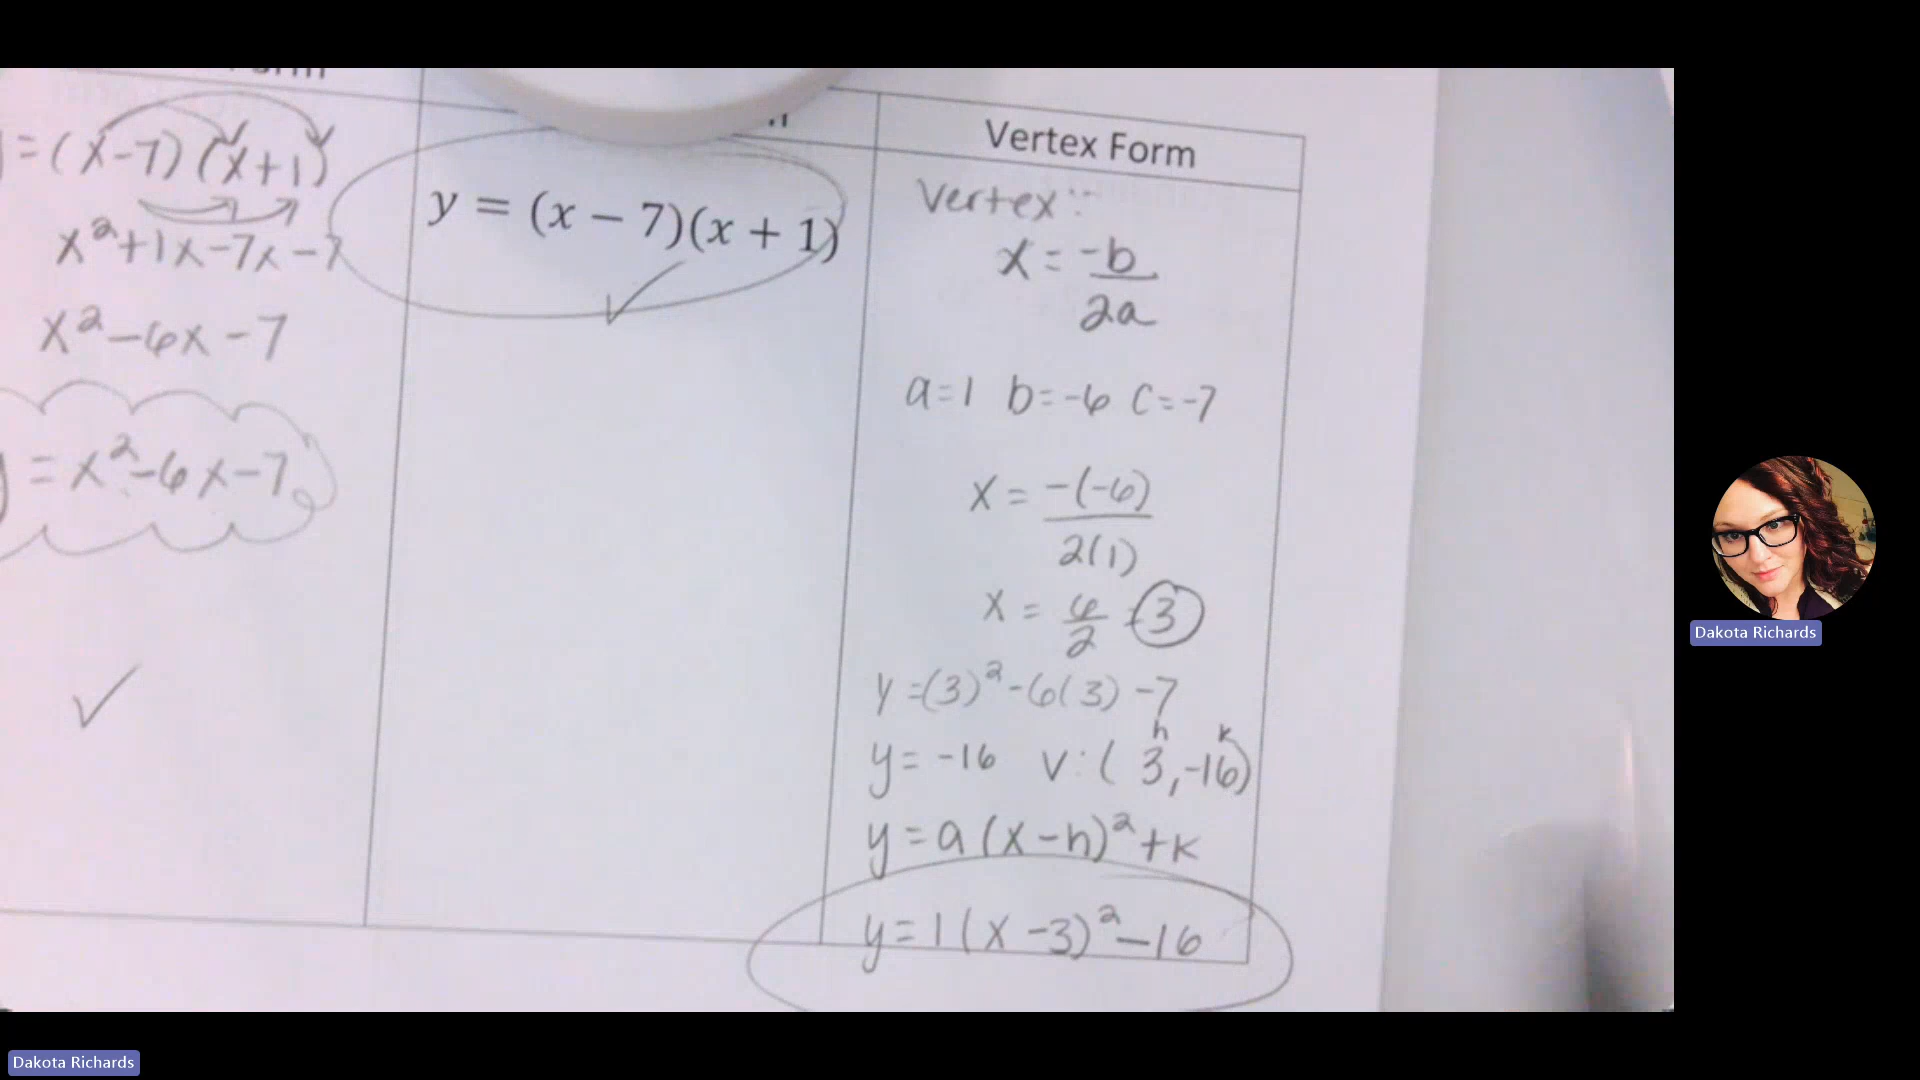 =(x-7)(x+1)
x²+1x-7x-7
x²-6x-7
y=x²-6x-7
y = (x − 7)(x + 1)
Vertex Form
Vertex:
x = -b/2a
a=1 b=-6 c=-7
x = -(-6)/2(1)
x = 6/2 = 3
y=(3)²-6(3)-7
h k
y=-16 V:(3,-16)
y=a(x-h)²+k
y=1(x-3)²-16
Dakota Richards
Dakota Richards